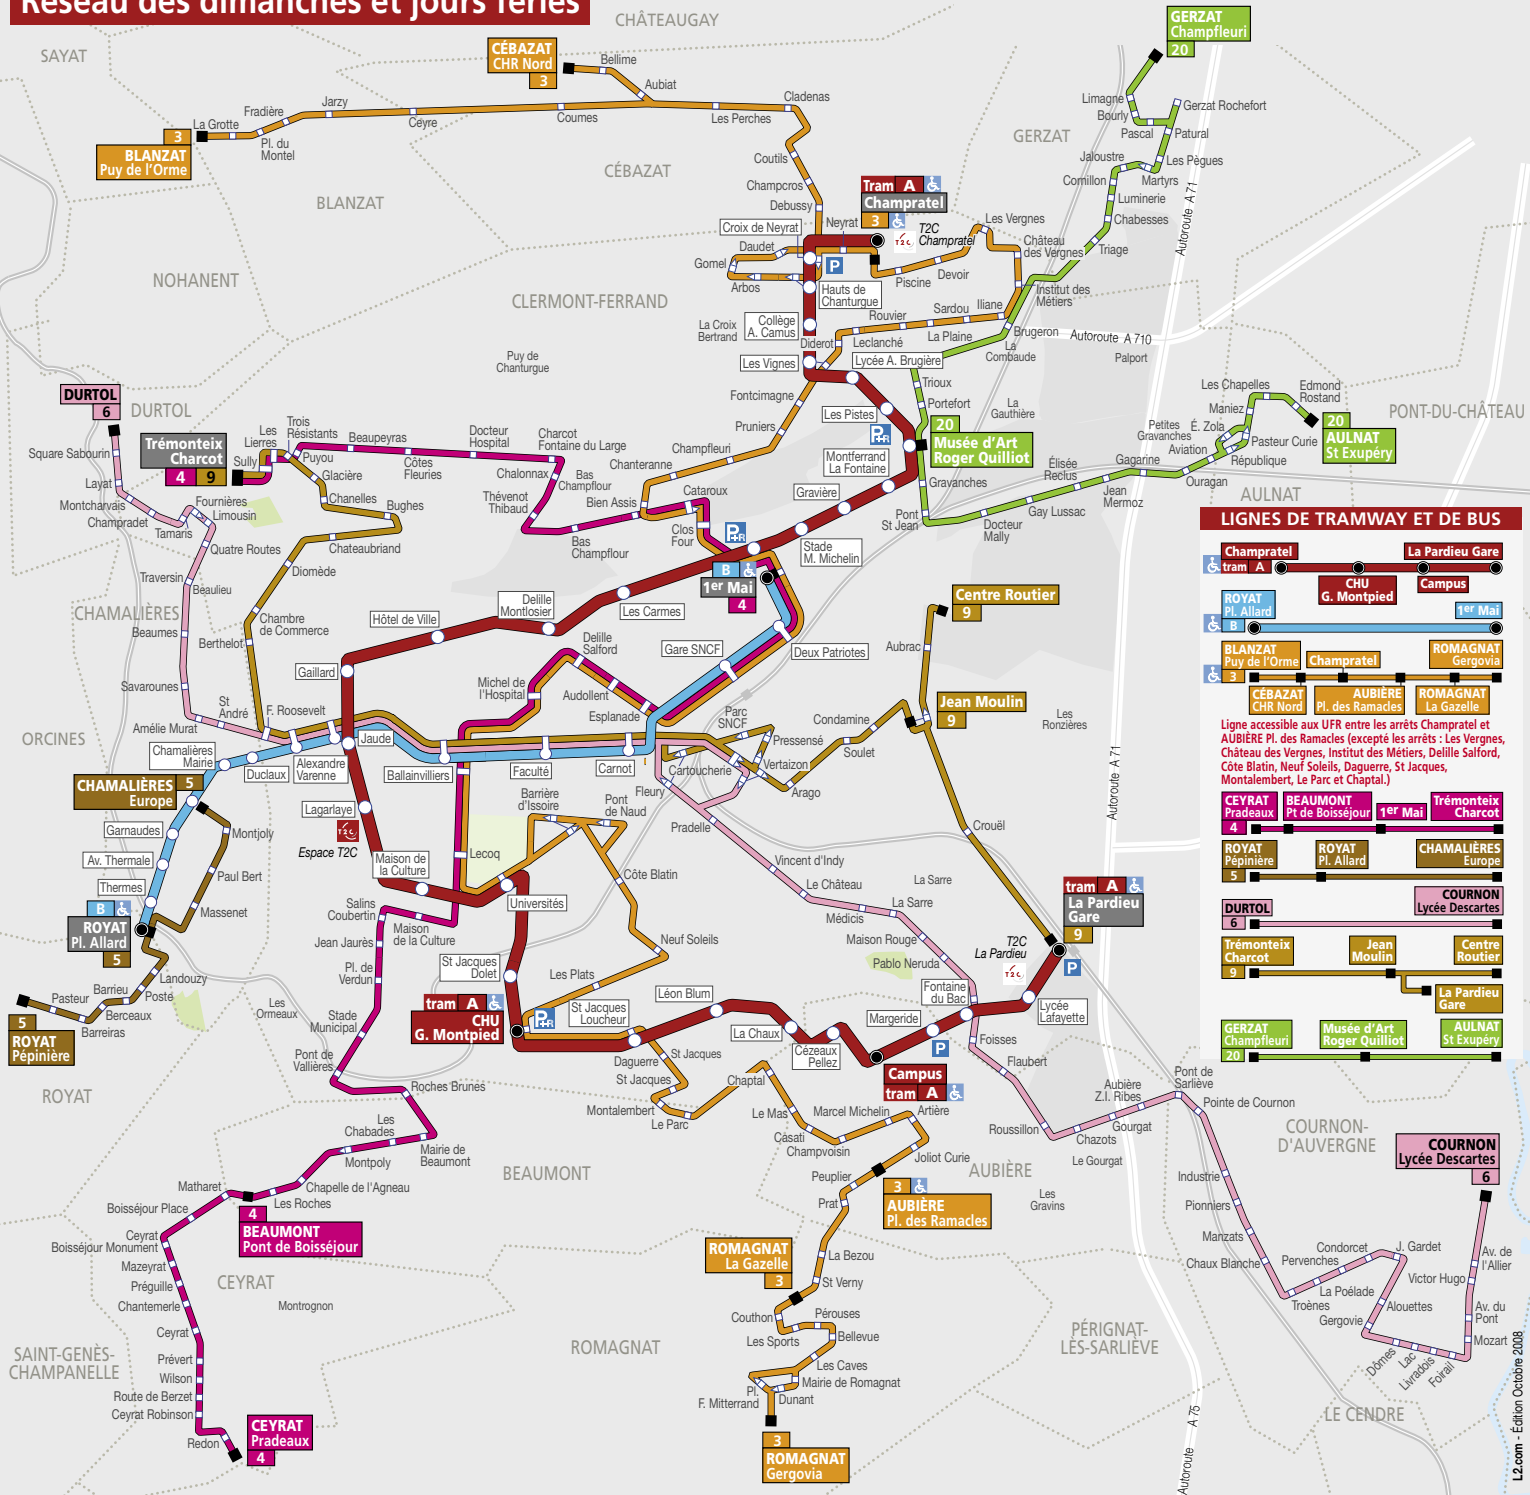 Réseau des dimanches et jours fériés
CHÂTEAUGAY
SAYAT
CÉBAZAT
CHR Nord
3
Bellime
Aubiat
GERZAT
Champfleuri
20
La Grotte
Fradière
Jarzy
Pl. du
Montel
Ceyre
Coumes
Les Perches
Cladenas
3
BLANZAT
Puy de l'Orme
Coutils
Champcros
Debussy
CÉBAZAT
BLANZAT
NOHANENT
CLERMONT-FERRAND
GERZAT
Limagne
Bourly
Pascal
Gerzat Rochefort
Patural
Jaloustre
Les Pègues
Cornillon
Martyrs
Luminerie
Chabesses
Triage
Autoroute A 71
Tram A
Champratel
3
T2C
Champratel
Croix de Neyrat
Neyrat
Daudet
Gomel
Arbos
P
Hauts de
Chanturgue
Les Vergnes
Château
des Vergnes
Piscine
Devoir
Institut des
Métiers
Collège
A. Camus
La Croix
Bertrand
Les Vignes
Diderot
Rouvier
Sardou
Iliane
Leclanché
La Plaine
Brugeron
La
Combaude
Lycée A. Brugière
Autoroute A 710
Palport
Puy de
Chanturgue
Fontcimagne
Pruniers
Champfleuri
Chanteranne
Les Pistes
Trioux
Portefort
La
Gauthière
P+R
Montferrand
La Fontaine
20
Musée d'Art
Roger Quilliot
Gravière
Gravanches
Pont
St Jean
Élisée
Reclus
Gagarine
Docteur
Mally
Gay Lussac
Jean
Mermoz
Ouragan
Aviation
Petites
Gravanches
É. Zola
Maniez
Les Chapelles
Edmond
Rostand
Pasteur Curie
République
20
AULNAT
St Exupéry
PONT-DU-CHÂTEAU
AULNAT
DURTOL
6
DURTOL
Square Sabourin
Layat
Montcharvais
Champradet
Tamaris
Fournières
Limousin
Quatre Routes
Traversin
Beaulieu
CHAMALIÈRES
Beaumes
Savarounes
Trémonteix
Charcot
4 9
Sully
Les
Lierres
Trois
Résistants
Puyou
Glacière
Chanelles
Bughes
Chateaubriand
Diomède
Chambre
de Commerce
Berthelot
Beaupeyras
Docteur
Hospital
Côtes
Fleuries
Charcot
Fontaine du Large
Chalonnax
Bas
Champflour
Thévenot
Thibaud
Bas
Champflour
Bien Assis
Cataroux
Clos
Four
P+R
B
1er Mai
4
Stade
M. Michelin
Les Carmes
Delille
Montlosier
Hôtel de Ville
Gaillard
Gare SNCF
Deux Patriotes
Delille
Salford
Michel de
l'Hospital
Audollent
Esplanade
Parc
SNCF
Pressensé
Vertaizon
Cartoucherie
Fleury
Arago
Soulet
Condamine
Centre Routier
9
Aubrac
Jean Moulin
9
Les
Ronzières
Autoroute A 71
ORCINES
St
André
F. Roosevelt
Amélie Murat
Chamalières
Mairie
Duclaux
Alexandre
Varenne
Jaude
Ballainvilliers
Faculté
Carnot
Lagarlaye
Espace T2C
Maison de
la Culture
Lecoq
Barrière
d'Issoire
Pont
de Naud
Universités
Côte Blatin
Neuf Soleils
Les Plats
Salins
Coubertin
Maison
de la Culture
Jean Jaurès
Pl. de
Verdun
Stade
Municipal
Pont de
Vallières
CHAMALIÈRES 5
Europe
Montjoly
Garnaudes
Av. Thermale
Paul Bert
Thermes
Massenet
B
ROYAT
Pl. Allard
5
Landouzy
Poste
Barrieu
Berceaux
Pasteur
Barreiras
5
ROYAT
Pépinière
Les
Ormeaux
ROYAT
Pradelle
Vincent d'Indy
Le Château
Médicis
La Sarre
La Sarre
Maison Rouge
Pablo Neruda
Crouël
tram A
La Pardieu
Gare
9
T2C
La Pardieu
P
St Jacques
Dolet
tram A
CHU
G. Montpied
P+R
St Jacques
Loucheur
Léon Blum
La Chaux
Cézeaux
Pellez
Margeride
Fontaine
du Bac
Lycée
Lafayette
P
Campus
tram A
Foisses
Flaubert
Roussillon
Chazots
Gourgat
Le Gourgat
Aubière
Z.I. Ribes
Pont de
Sarliève
Pointe de Cournon
Daguerre
St Jacques
St Jacques
Montalembert
Le Parc
Chaptal
Le Mas
Casati
Champvoisin
Marcel Michelin
Artière
Joliot Curie
Peuplier
Prat
3
AUBIÈRE
Pl. des Ramacles
AUBIÈRE
Les
Gravins
BEAUMONT
Roches Brunes
Les
Chabades
Mairie de
Beaumont
Montpoly
Chapelle de l'Agneau
Les Roches
Matharet
4
BEAUMONT
Pont de Boisséjour
Boisséjour Place
Ceyrat
Boisséjour Monument
Mazeyrat
Préguille
Chantemerle
Ceyrat
Prévert
Wilson
Route de Berzet
Ceyrat Robinson
Redon
CEYRAT
Montrognon
CEYRAT
Pradeaux
4
SAINT-GENÈS-
CHAMPANELLE
ROMAGNAT
La Gazelle
3
La Bezou
St Verny
Couthon
Pérouses
Les Sports
Bellevue
Les Caves
Mairie de Romagnat
Pl.
F. Mitterrand
Dunant
3
ROMAGNAT
Gergovia
ROMAGNAT
PÉRIGNAT-
LÈS-SARLIÈVE
Autoroute A 75
COURNON-
D'AUVERGNE
COURNON
Lycée Descartes
6
Industrie
Pionniers
Manzats
Chaux Blanche
Pervenches
Condorcet
J. Gardet
La Poélade
Troènes
Gergovie
Alouettes
Victor Hugo
Av. de
l'Allier
Av. du
Pont
Mozart
Dômes
Lac
Livradois
Foirail
LE CENDRE
LIGNES DE TRAMWAY ET DE BUS
Champratel
tram A
La Pardieu Gare
CHU
G. Montpied
Campus
ROYAT
Pl. Allard
B
1er Mai
BLANZAT
Puy de l'Orme
3
Champratel
ROMAGNAT
Gergovia
CÉBAZAT
CHR Nord
AUBIÈRE
Pl. des Ramacles
ROMAGNAT
La Gazelle
Ligne accessible aux UFR entre les arrêts Champratel et
AUBIÈRE Pl. des Ramacles (excepté les arrêts : Les Vergnes,
Château des Vergnes, Institut des Métiers, Delille Salford,
Côte Blatin, Neuf Soleils, Daguerre, St Jacques,
Montalembert, Le Parc et Chaptal.)
CEYRAT
Pradeaux
4
BEAUMONT
Pt de Boisséjour
1er Mai
Trémonteix
Charcot
ROYAT
Pépinière
5
ROYAT
Pl. Allard
CHAMALIÈRES
Europe
DURTOL
6
COURNON
Lycée Descartes
Trémonteix
Charcot
9
Jean
Moulin
Centre
Routier
La Pardieu
Gare
GERZAT
Champfleuri
20
Musée d'Art
Roger Quilliot
AULNAT
St Exupéry
L2.com - Édition Octobre 2008